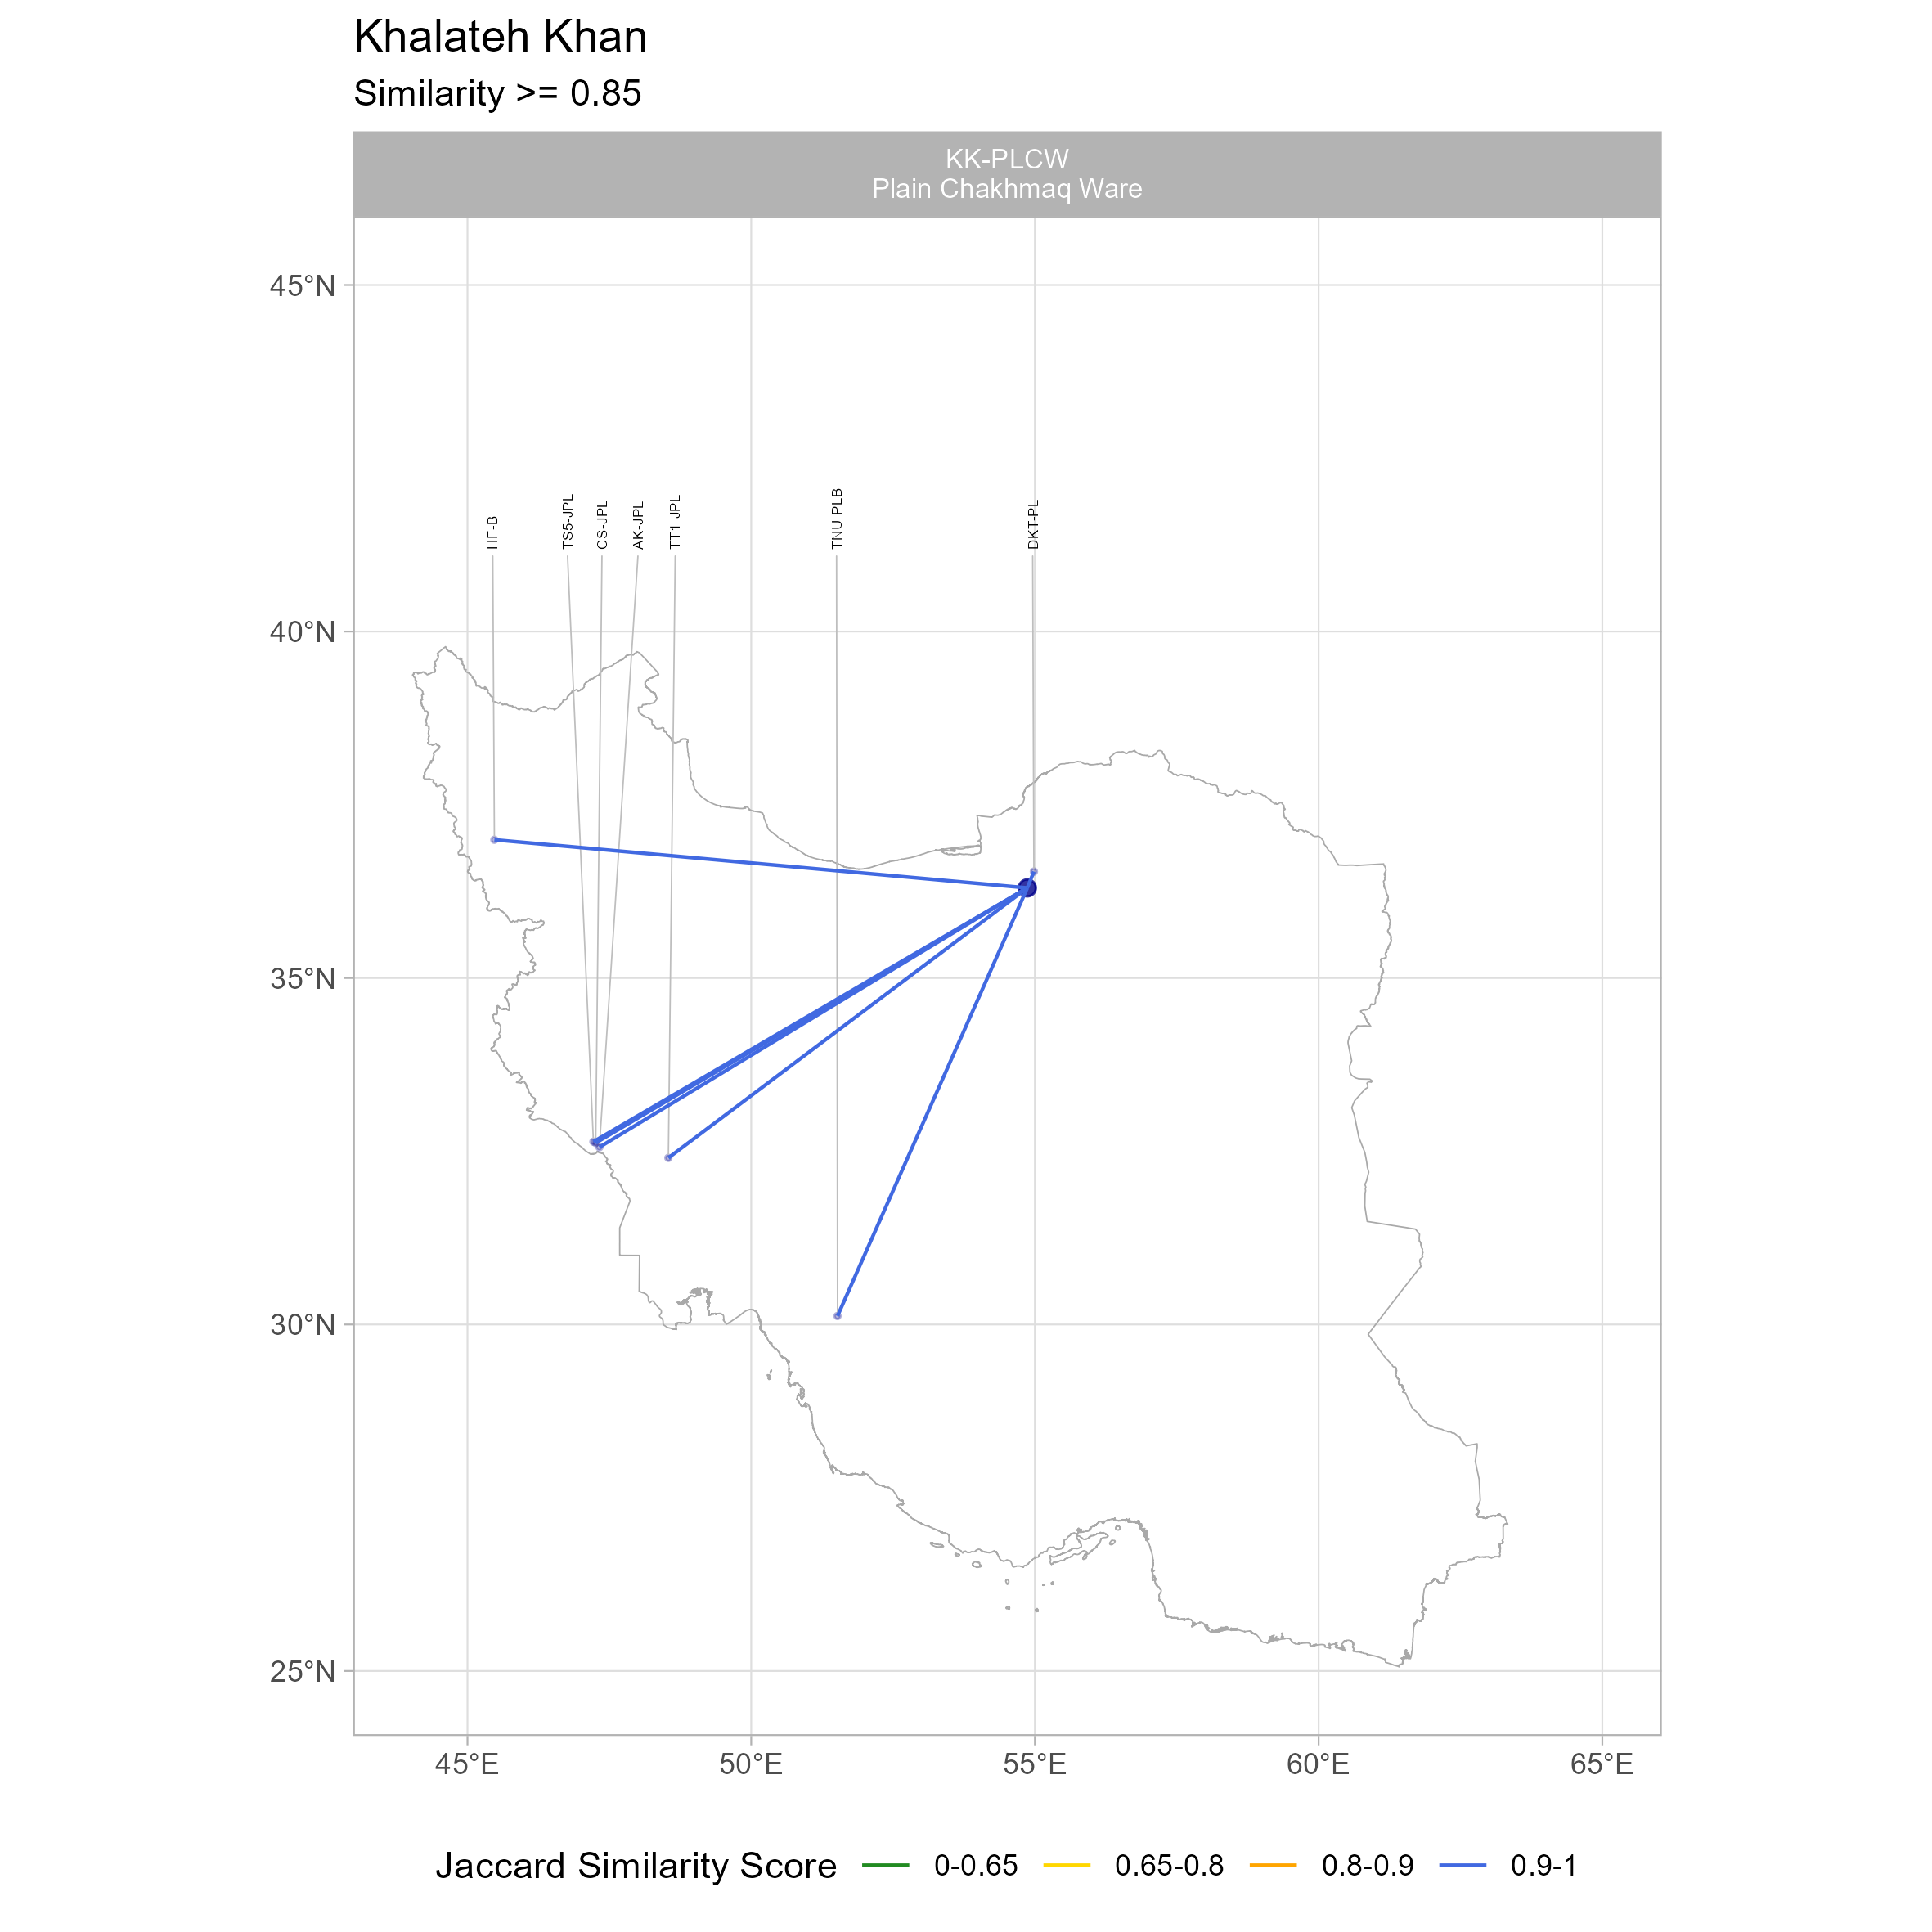 Khalateh Khan
Similarity >= 0.85
KK-PLCW
Plain Chakhmaq Ware
45°N
40°N
35°N
30°N
25°N
HF-B
TS5-JPL
CS-JPL
AK-JPL
TT1-JPL
TNU-PLB
DKT-PL
45°E 50°E 55°E 60°E 65°E
Jaccard Similarity Score 0-0.65 0.65-0.8 0.8-0.9 0.9-1